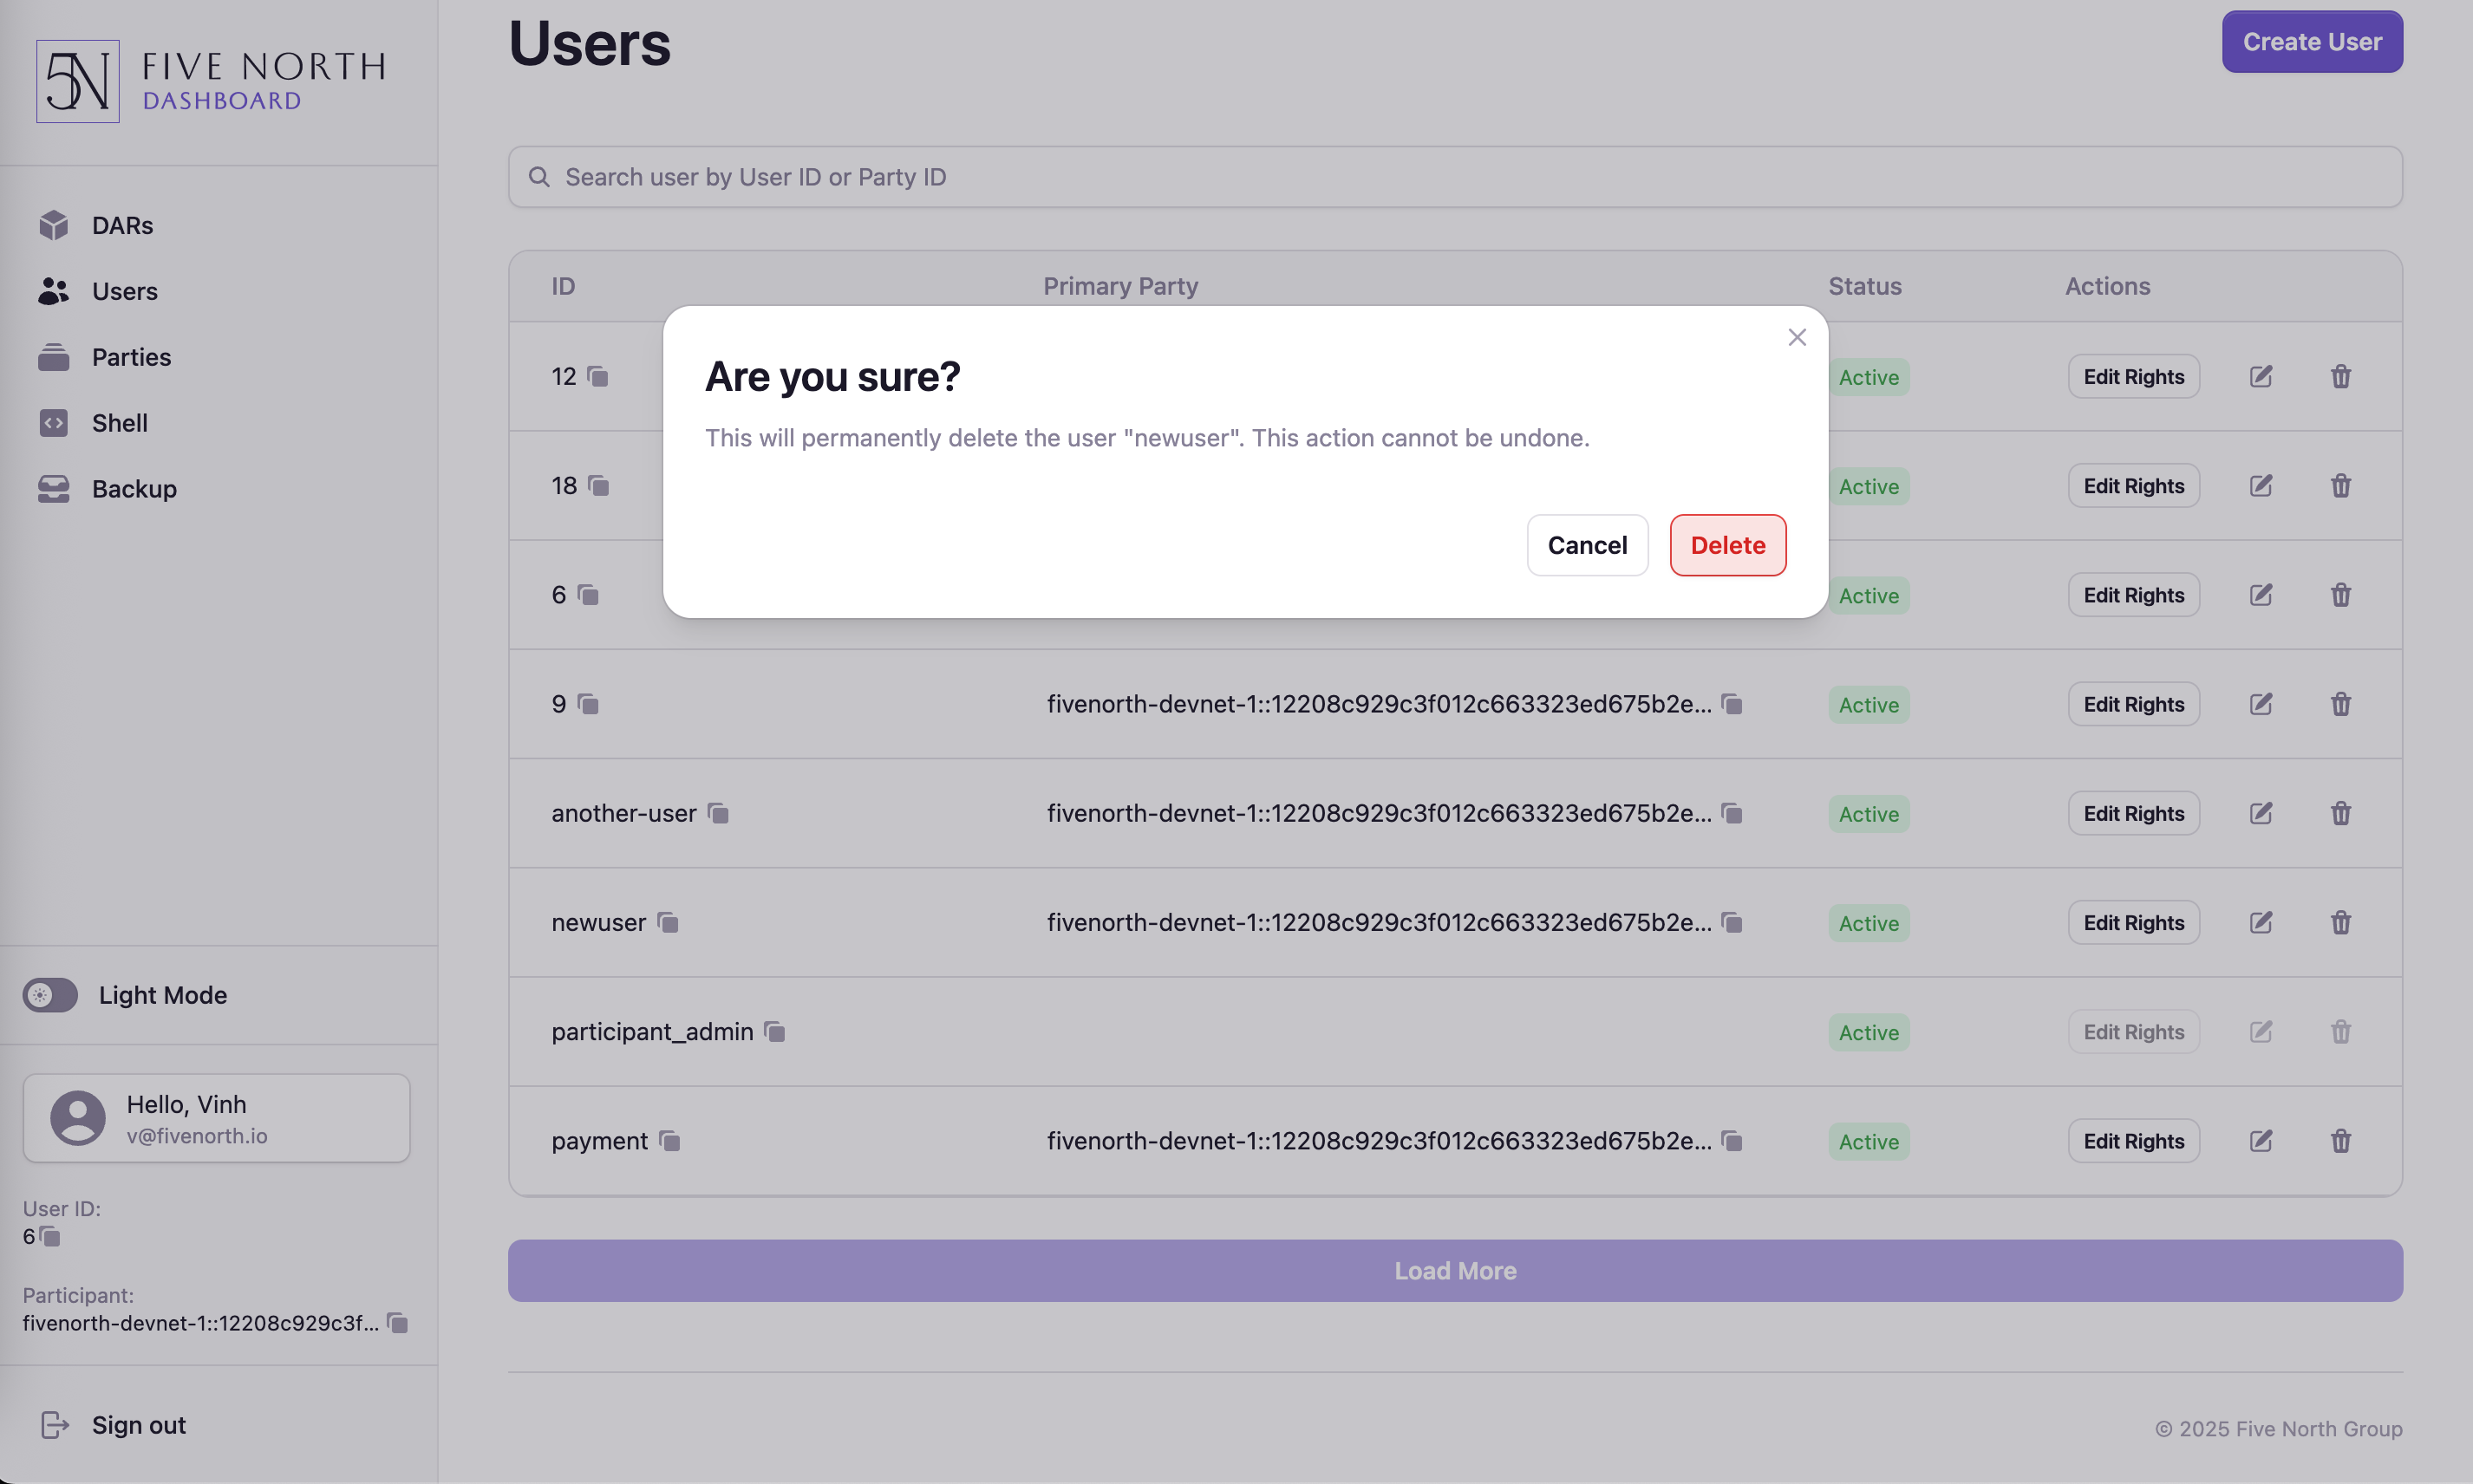 5N
FIVE NORTH
DASHBOARD
DARs
Users
Parties
Shell
Backup
Light Mode
Hello, Vinh
v@fivenorth.io
User ID:
6
Participant:
fivenorth-devnet-1::12208c929c3f...
Sign out
Users
Create User
Search user by User ID or Party ID
ID Primary Party Status Actions
12 Active Edit Rights
18 Active Edit Rights
6 Active Edit Rights
Are you sure?
This will permanently delete the user "newuser". This action cannot be undone.
Cancel Delete
9 fivenorth-devnet-1::12208c929c3f012c663323ed675b2e... Active Edit Rights
another-user fivenorth-devnet-1::12208c929c3f012c663323ed675b2e... Active Edit Rights
newuser fivenorth-devnet-1::12208c929c3f012c663323ed675b2e... Active Edit Rights
participant_admin Active Edit Rights
payment fivenorth-devnet-1::12208c929c3f012c663323ed675b2e... Active Edit Rights
Load More
© 2025 Five North Group